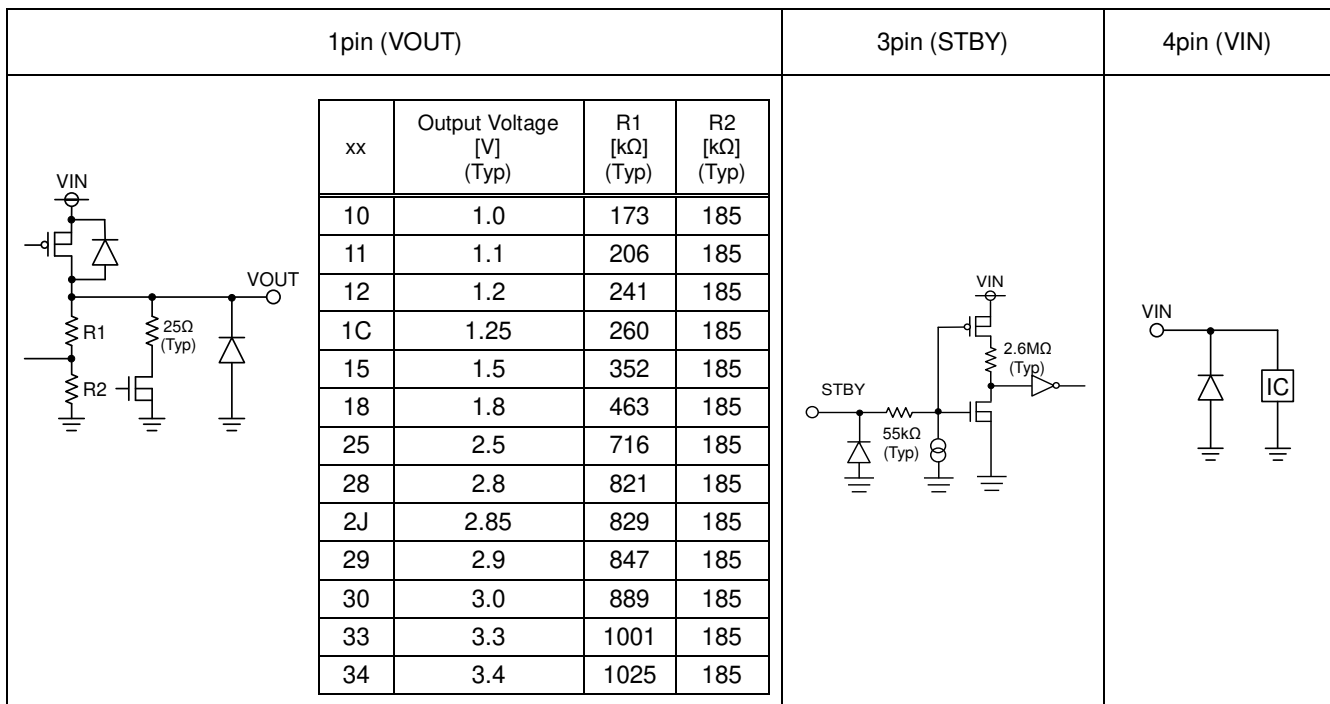 1pin (VOUT)
3pin (STBY)
4pin (VIN)
VIN
VOUT
R1
25Ω
(Typ)
R2
xx Output Voltage [V] (Typ) R1 [kΩ] (Typ) R2 [kΩ] (Typ)
10 1.0 173 185
11 1.1 206 185
12 1.2 241 185
1C 1.25 260 185
15 1.5 352 185
18 1.8 463 185
25 2.5 716 185
28 2.8 821 185
2J 2.85 829 185
29 2.9 847 185
30 3.0 889 185
33 3.3 1001 185
34 3.4 1025 185
VIN
2.6MΩ
(Typ)
STBY
55kΩ
(Typ)
VIN
IC